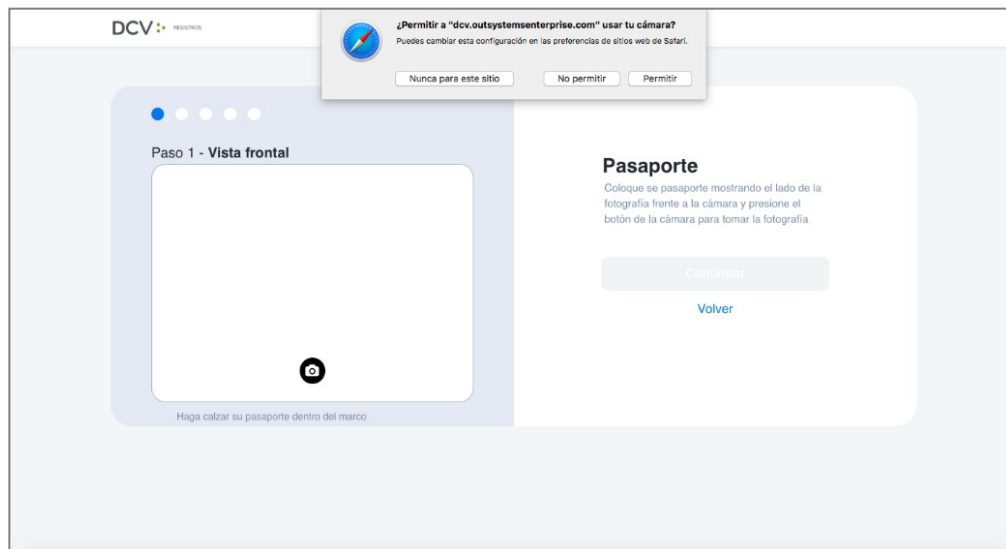 DCV REGISTROS
¿Permitir a “dcv.outsystemsenterprise.com” usar tu cámara?
Puedes cambiar esta configuración en las preferencias de sitios web de Safari.
Nunca para este sitio
No permitir
Permitir
Paso 1 - Vista frontal
Haga calzar su pasaporte dentro del marco
Pasaporte
Coloque se pasaporte mostrando el lado de la
fotografía frente a la cámara y presione el
botón de la cámara para tomar la fotografía
Continuar
Volver